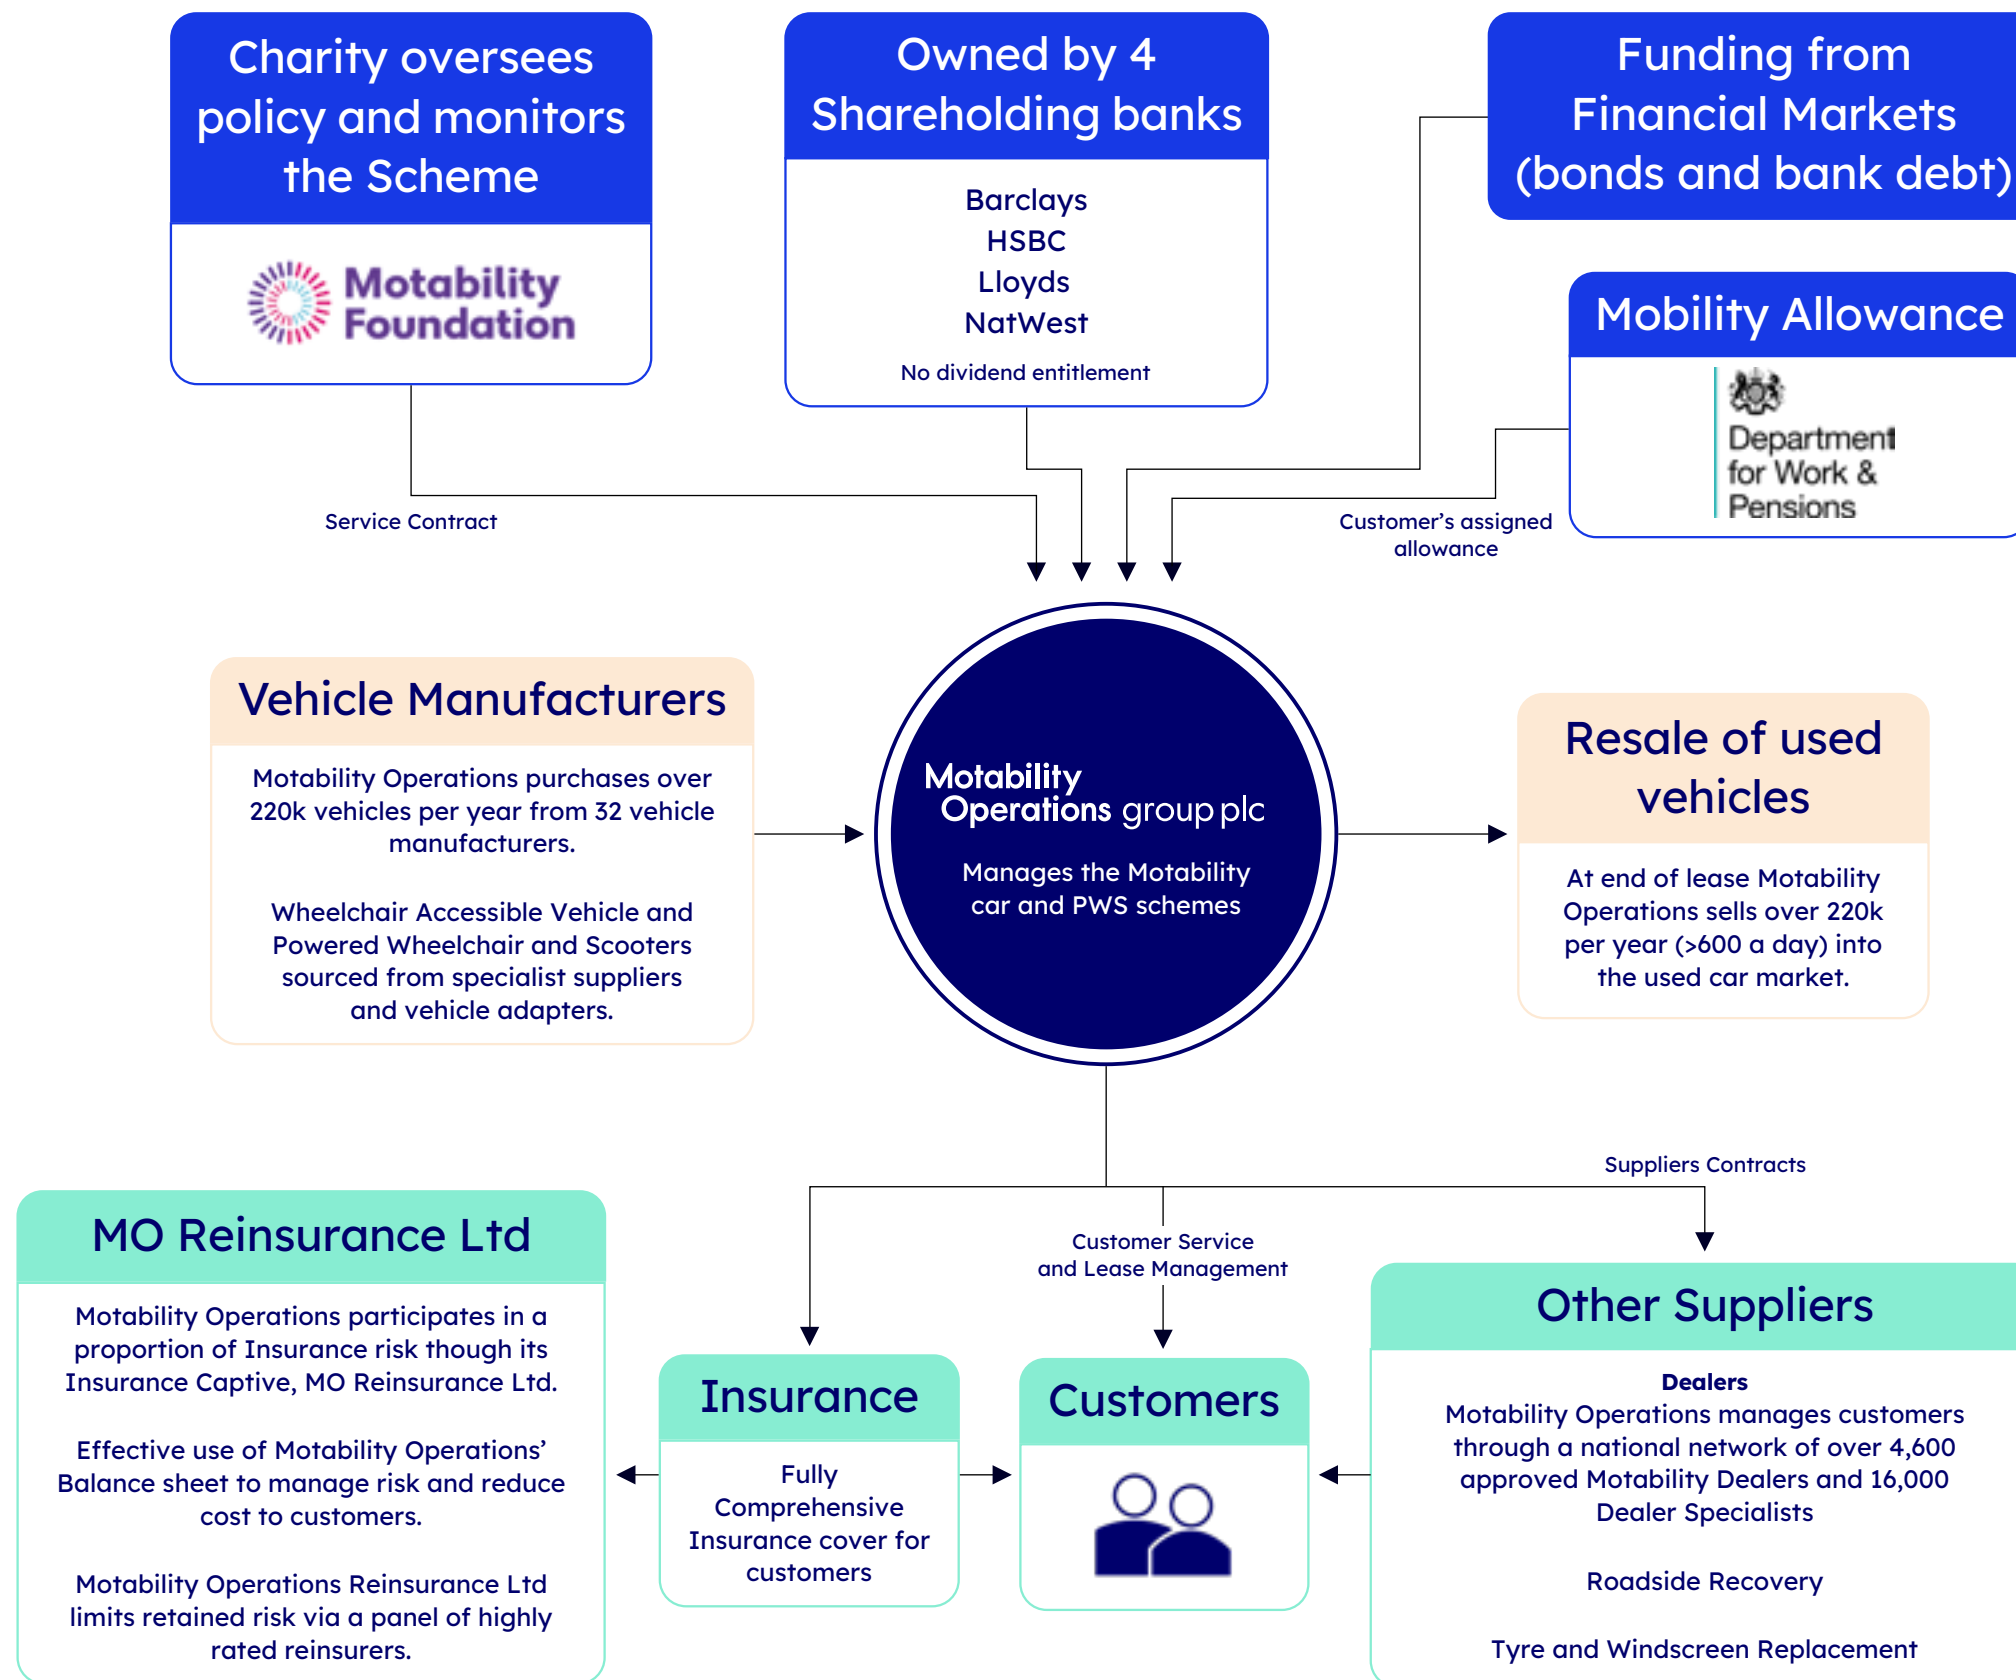 Charity oversees
policy and monitors
the Scheme
Motability
Foundation
Owned by 4
Shareholding banks
Barclays
HSBC
Lloyds
NatWest
No dividend entitlement
Funding from
Financial Markets
(bonds and bank debt)
Mobility Allowance
Department
for Work &
Pensions
Service Contract
Customer’s assigned
allowance
Vehicle Manufacturers
Motability Operations purchases over
220k vehicles per year from 32 vehicle
manufacturers.
Wheelchair Accessible Vehicle and
Powered Wheelchair and Scooters
sourced from specialist suppliers
and vehicle adapters.
Motability
Operations group plc
Manages the Motability
car and PWS schemes
Resale of used
vehicles
At end of lease Motability
Operations sells over 220k
per year (>600 a day) into
the used car market.
Suppliers Contracts
Customer Service
and Lease Management
MO Reinsurance Ltd
Motability Operations participates in a
proportion of Insurance risk though its
Insurance Captive, MO Reinsurance Ltd.
Effective use of Motability Operations’
Balance sheet to manage risk and reduce
cost to customers.
Motability Operations Reinsurance Ltd
limits retained risk via a panel of highly
rated reinsurers.
Insurance
Fully
Comprehensive
Insurance cover for
customers
Customers
Other Suppliers
Dealers
Motability Operations manages customers
through a national network of over 4,600
approved Motability Dealers and 16,000
Dealer Specialists
Roadside Recovery
Tyre and Windscreen Replacement